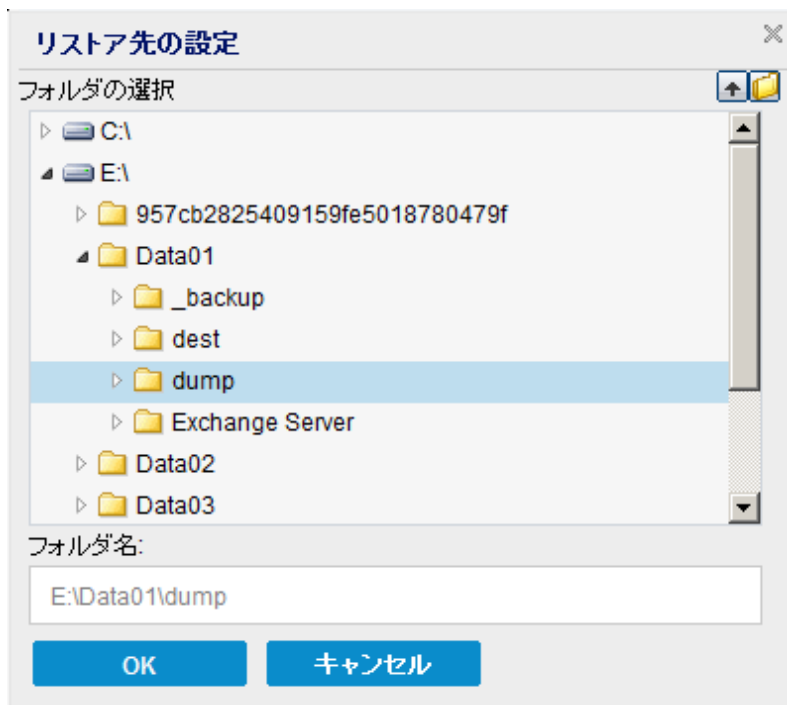 リストア先の設定
フォルダの選択
C:\
E:\
957cb2825409159fe5018780479f
Data01
_backup
dest
dump
Exchange Server
Data02
Data03
フォルダ名:
E:\Data01\dump
OK キャンセル